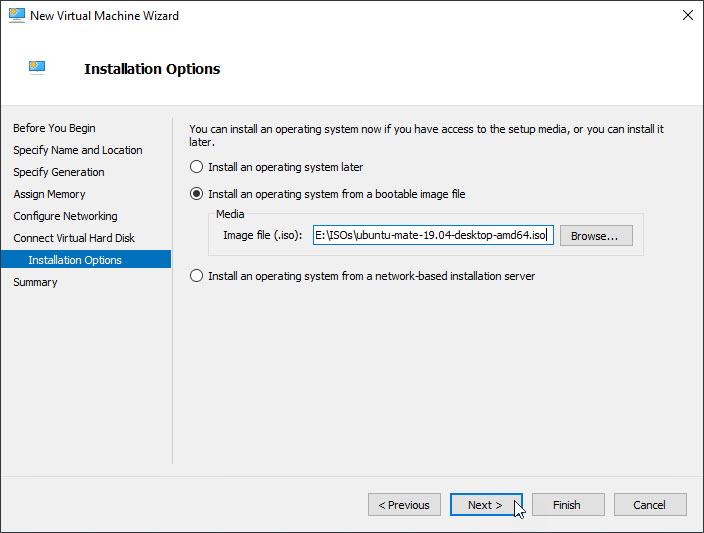 New Virtual Machine Wizard
Installation Options
Before You Begin
Specify Name and Location
Specify Generation
Assign Memory
Configure Networking
Connect Virtual Hard Disk
Installation Options
Summary
You can install an operating system now if you have access to the setup media, or you can install it
later.
Install an operating system later
Install an operating system from a bootable image file
Media
Image file (.iso): E:\ISOs\ubuntu-mate-19.04-desktop-amd64.iso Browse...
Install an operating system from a network-based installation server
< Previous Next > Finish Cancel